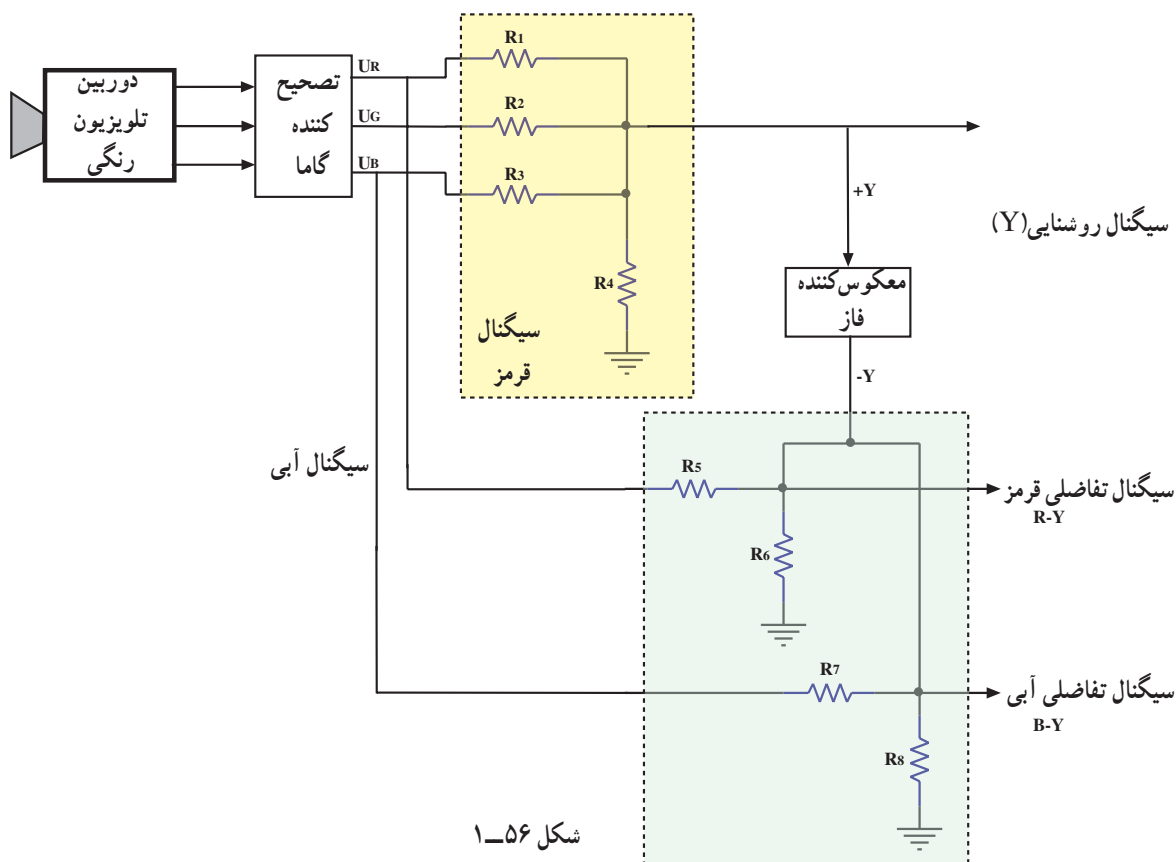 دوربین
تلویزیون
رنگی
تصحیح
کننده
گاما
UR
UG
UB
R1
R2
R3
R4
سیگنال
قرمز
+Y
سیگنال روشنایی(Y)
معکوس‌کننده
فاز
-Y
سیگنال آبی
R5
R6
سیگنال تفاضلی قرمز
R-Y
R7
R8
سیگنال تفاضلی آبی
B-Y
شکل ۵۶ــ۱